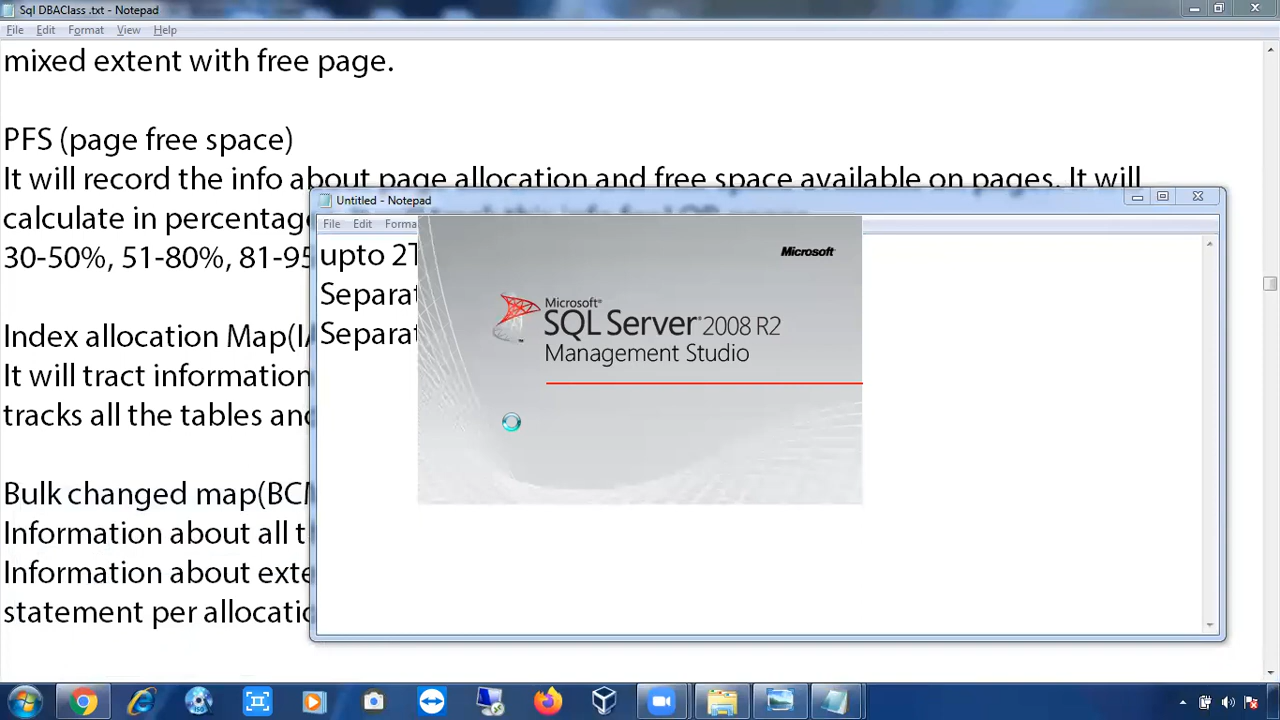 Sql DBAClass .txt - Notepad
File Edit Format View Help
mixed extent with free page.
PFS (page free space)
It will record the info about page allocation and free space available on pages. It will
calculate in percentage
30-50%, 51-80%, 81-95
Index allocation Map(IA
It will tract information
tracks all the tables and
Bulk changed map(BCM
Information about all t
Information about exte
statement per allocatio
Untitled - Notepad
File Edit Forma
upto 2T
Separat
Separat
Microsoft
Microsoft®
SQL Server® 2008 R2
Management Studio